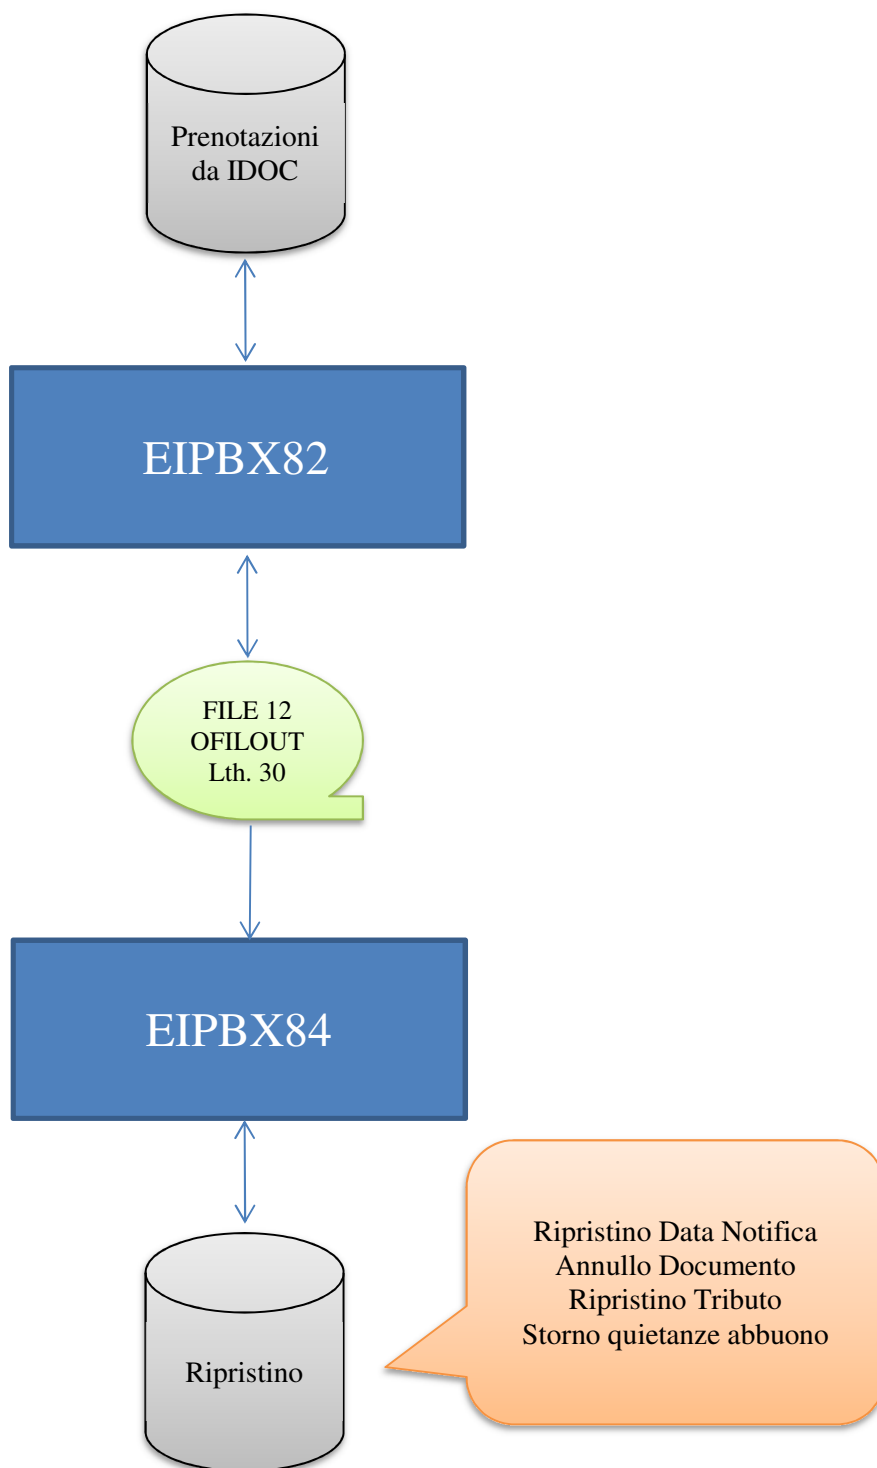 Prenotazioni
da IDOC
EIPBX82
FILE 12
OFILOUT
Lth. 30
EIPBX84
Ripristino Data Notifica
Annullo Documento
Ripristino Tributo
Storno quietanze abbuono
Ripristino